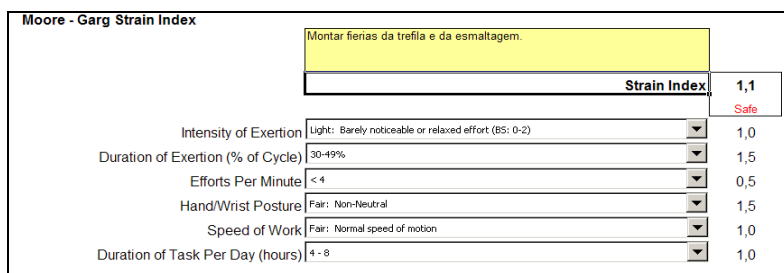 Moore - Garg Strain Index
Montar fierias da trefila e da esmaltagem.
Strain Index 1,1
Safe
Intensity of Exertion Light: Barely noticeable or relaxed effort (BS: 0-2) 1,0
Duration of Exertion (% of Cycle) 30-49% 1,5
Efforts Per Minute < 4 0,5
Hand/Wrist Posture Fair: Non-Neutral 1,5
Speed of Work Fair: Normal speed of motion 1,0
Duration of Task Per Day (hours) 4 - 8 1,0